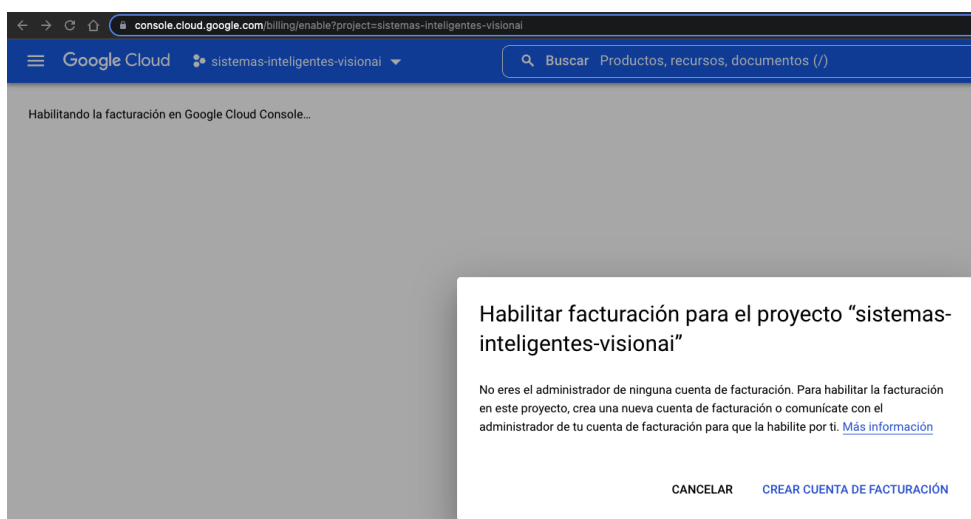 console.cloud.google.com/billing/enable?project=sistemas-inteligentes-visionai
Google Cloud
sistemas-inteligentes-visionai
Buscar Productos, recursos, documentos (/)
Habilitando la facturación en Google Cloud Console...
Habilitar facturación para el proyecto “sistemas-
inteligentes-visionai”
No eres el administrador de ninguna cuenta de facturación. Para habilitar la facturación
en este proyecto, crea una nueva cuenta de facturación o comunícate con el
administrador de tu cuenta de facturación para que la habilite por ti. Más información
CANCELAR
CREAR CUENTA DE FACTURACIÓN